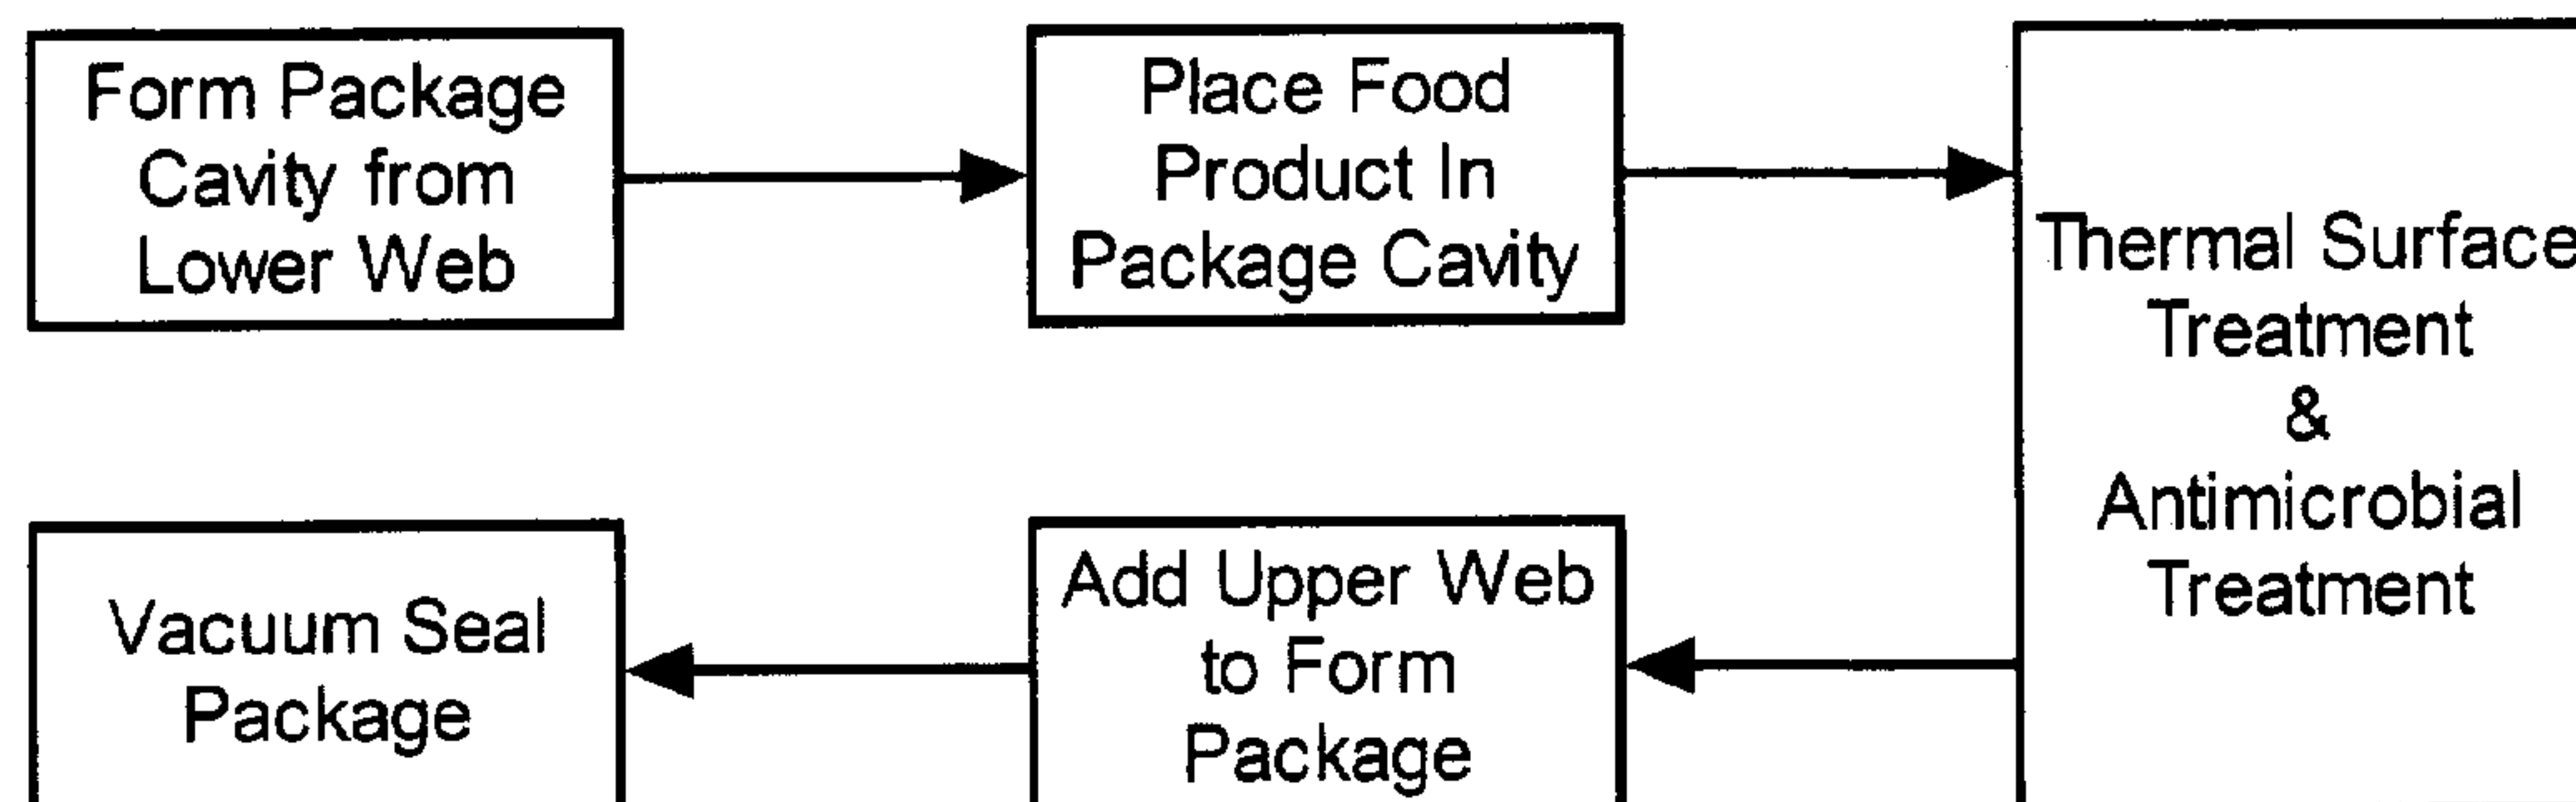 Form Package
Cavity from
Lower Web
Place Food
Product In
Package Cavity
Thermal Surface
Treatment
&
Antimicrobial
Treatment
Add Upper Web
to Form
Package
Vacuum Seal
Package